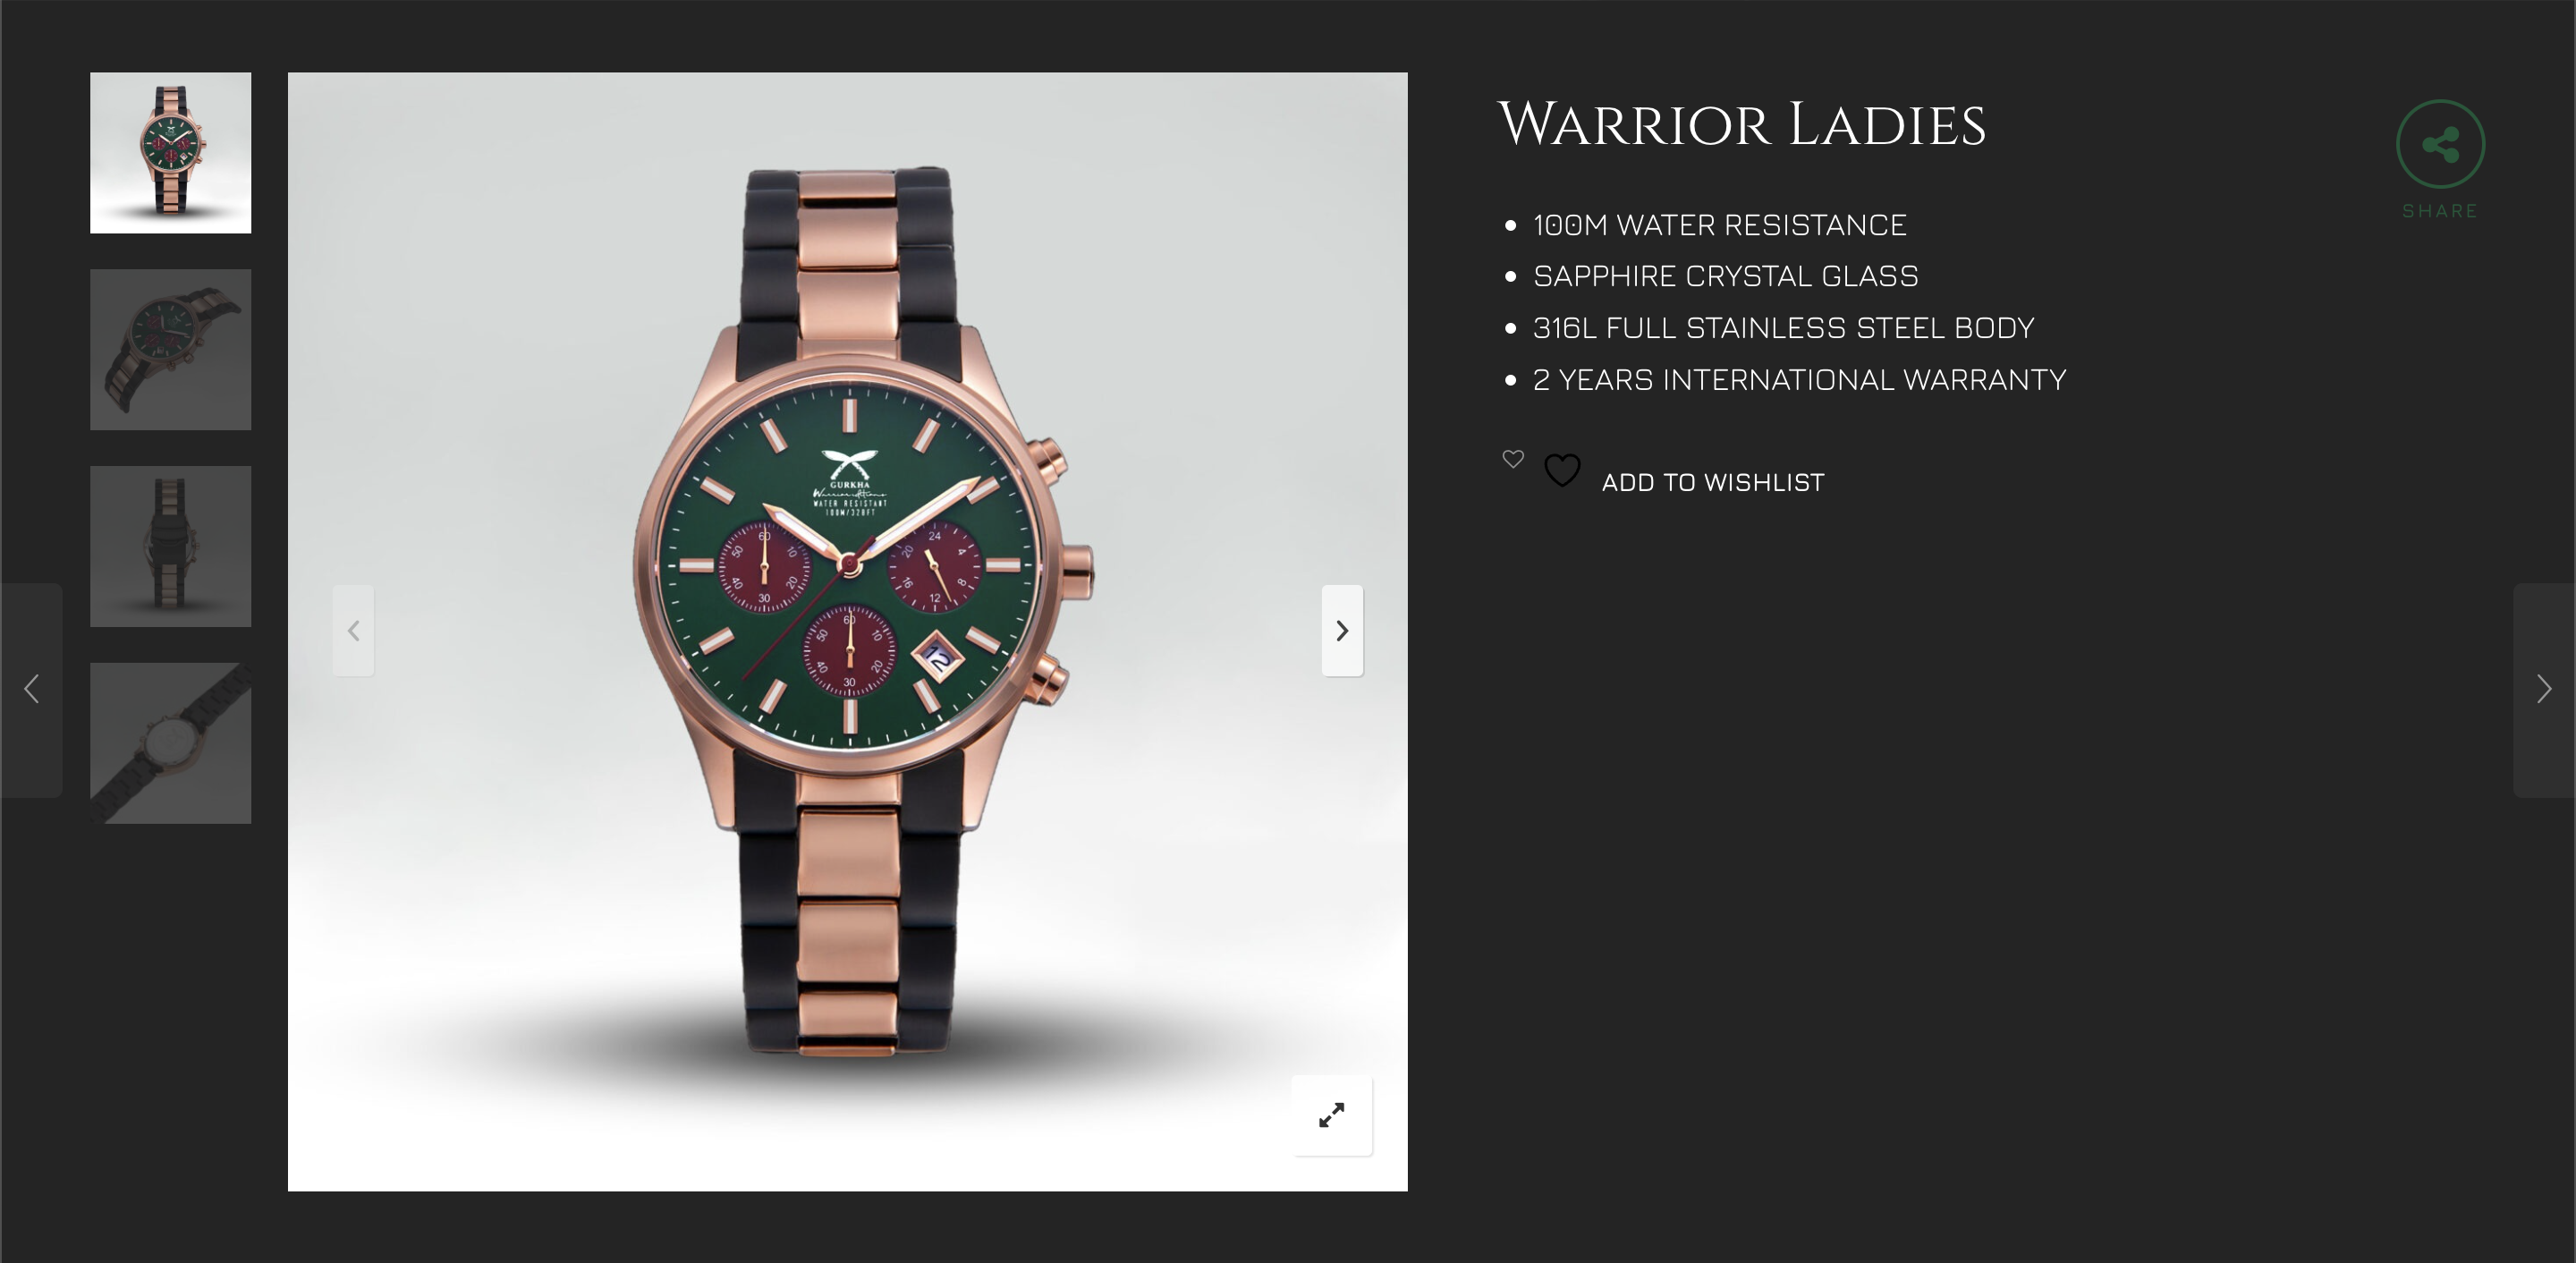 Warrior Ladies
SHARE
100M WATER RESISTANCE
SAPPHIRE CRYSTAL GLASS
316L FULL STAINLESS STEEL BODY
2 YEARS INTERNATIONAL WARRANTY
ADD TO WISHLIST
GURKHA
WATER RESISTANT
100M/328FT
60
10
20
30
40
50
24
4
8
12
16
20
60
10
20
30
40
50
12